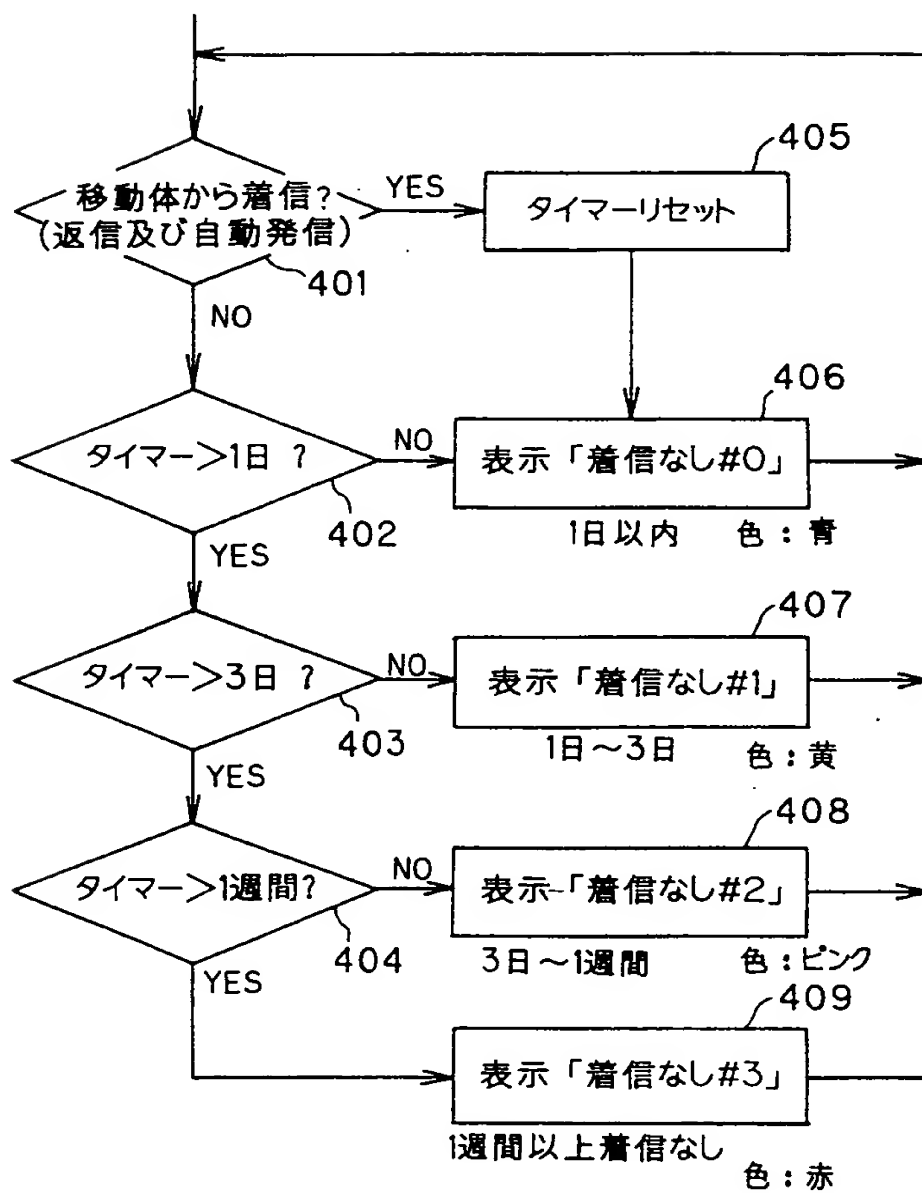 移動体から着信?
(返信及び自動発信)
401
YES
405
タイマーリセット
NO
タイマー>1日 ?
402
NO
406
表示「着信なし#0」
1日以内 色:青
YES
タイマー>3日 ?
403
NO
407
表示「着信なし#1」
1日~3日
色:黄
YES
タイマー>1週間?
404
NO
408
表示「着信なし#2」
3日~1週間
色:ピンク
YES
409
表示「着信なし#3」
1週間以上着信なし
色:赤